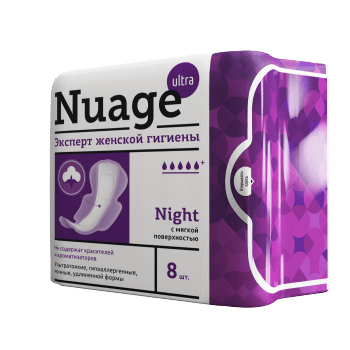 Nuage
ultra
Эксперт женской гигиены
+
Night
с мягкой
поверхностью
Не содержат красителей
и ароматизаторов
Ультратонкие, гипоаллергенные,
ночные, удлиненной формы
8 шт.